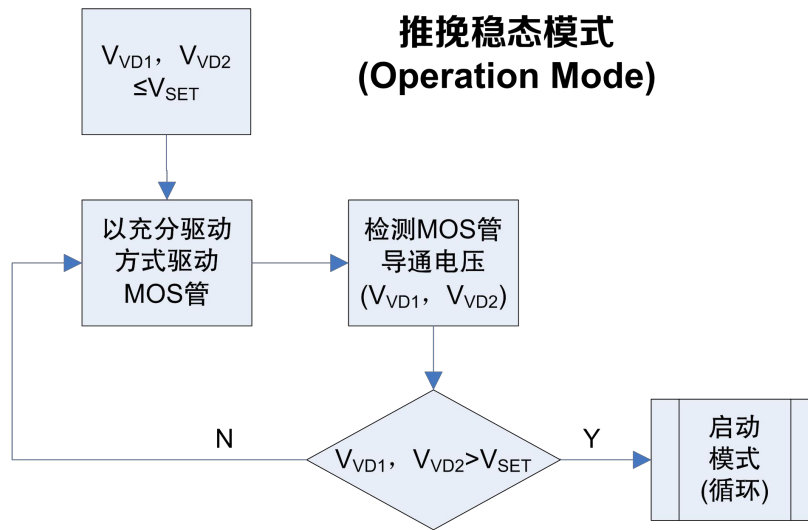 推挽稳态模式
(Operation Mode)
VVD1，VVD2
≤VSET
以充分驱动
方式驱动
MOS管
检测MOS管
导通电压
(VVD1，VVD2)
N
VVD1，VVD2>VSET
Y
启动
模式
(循环)